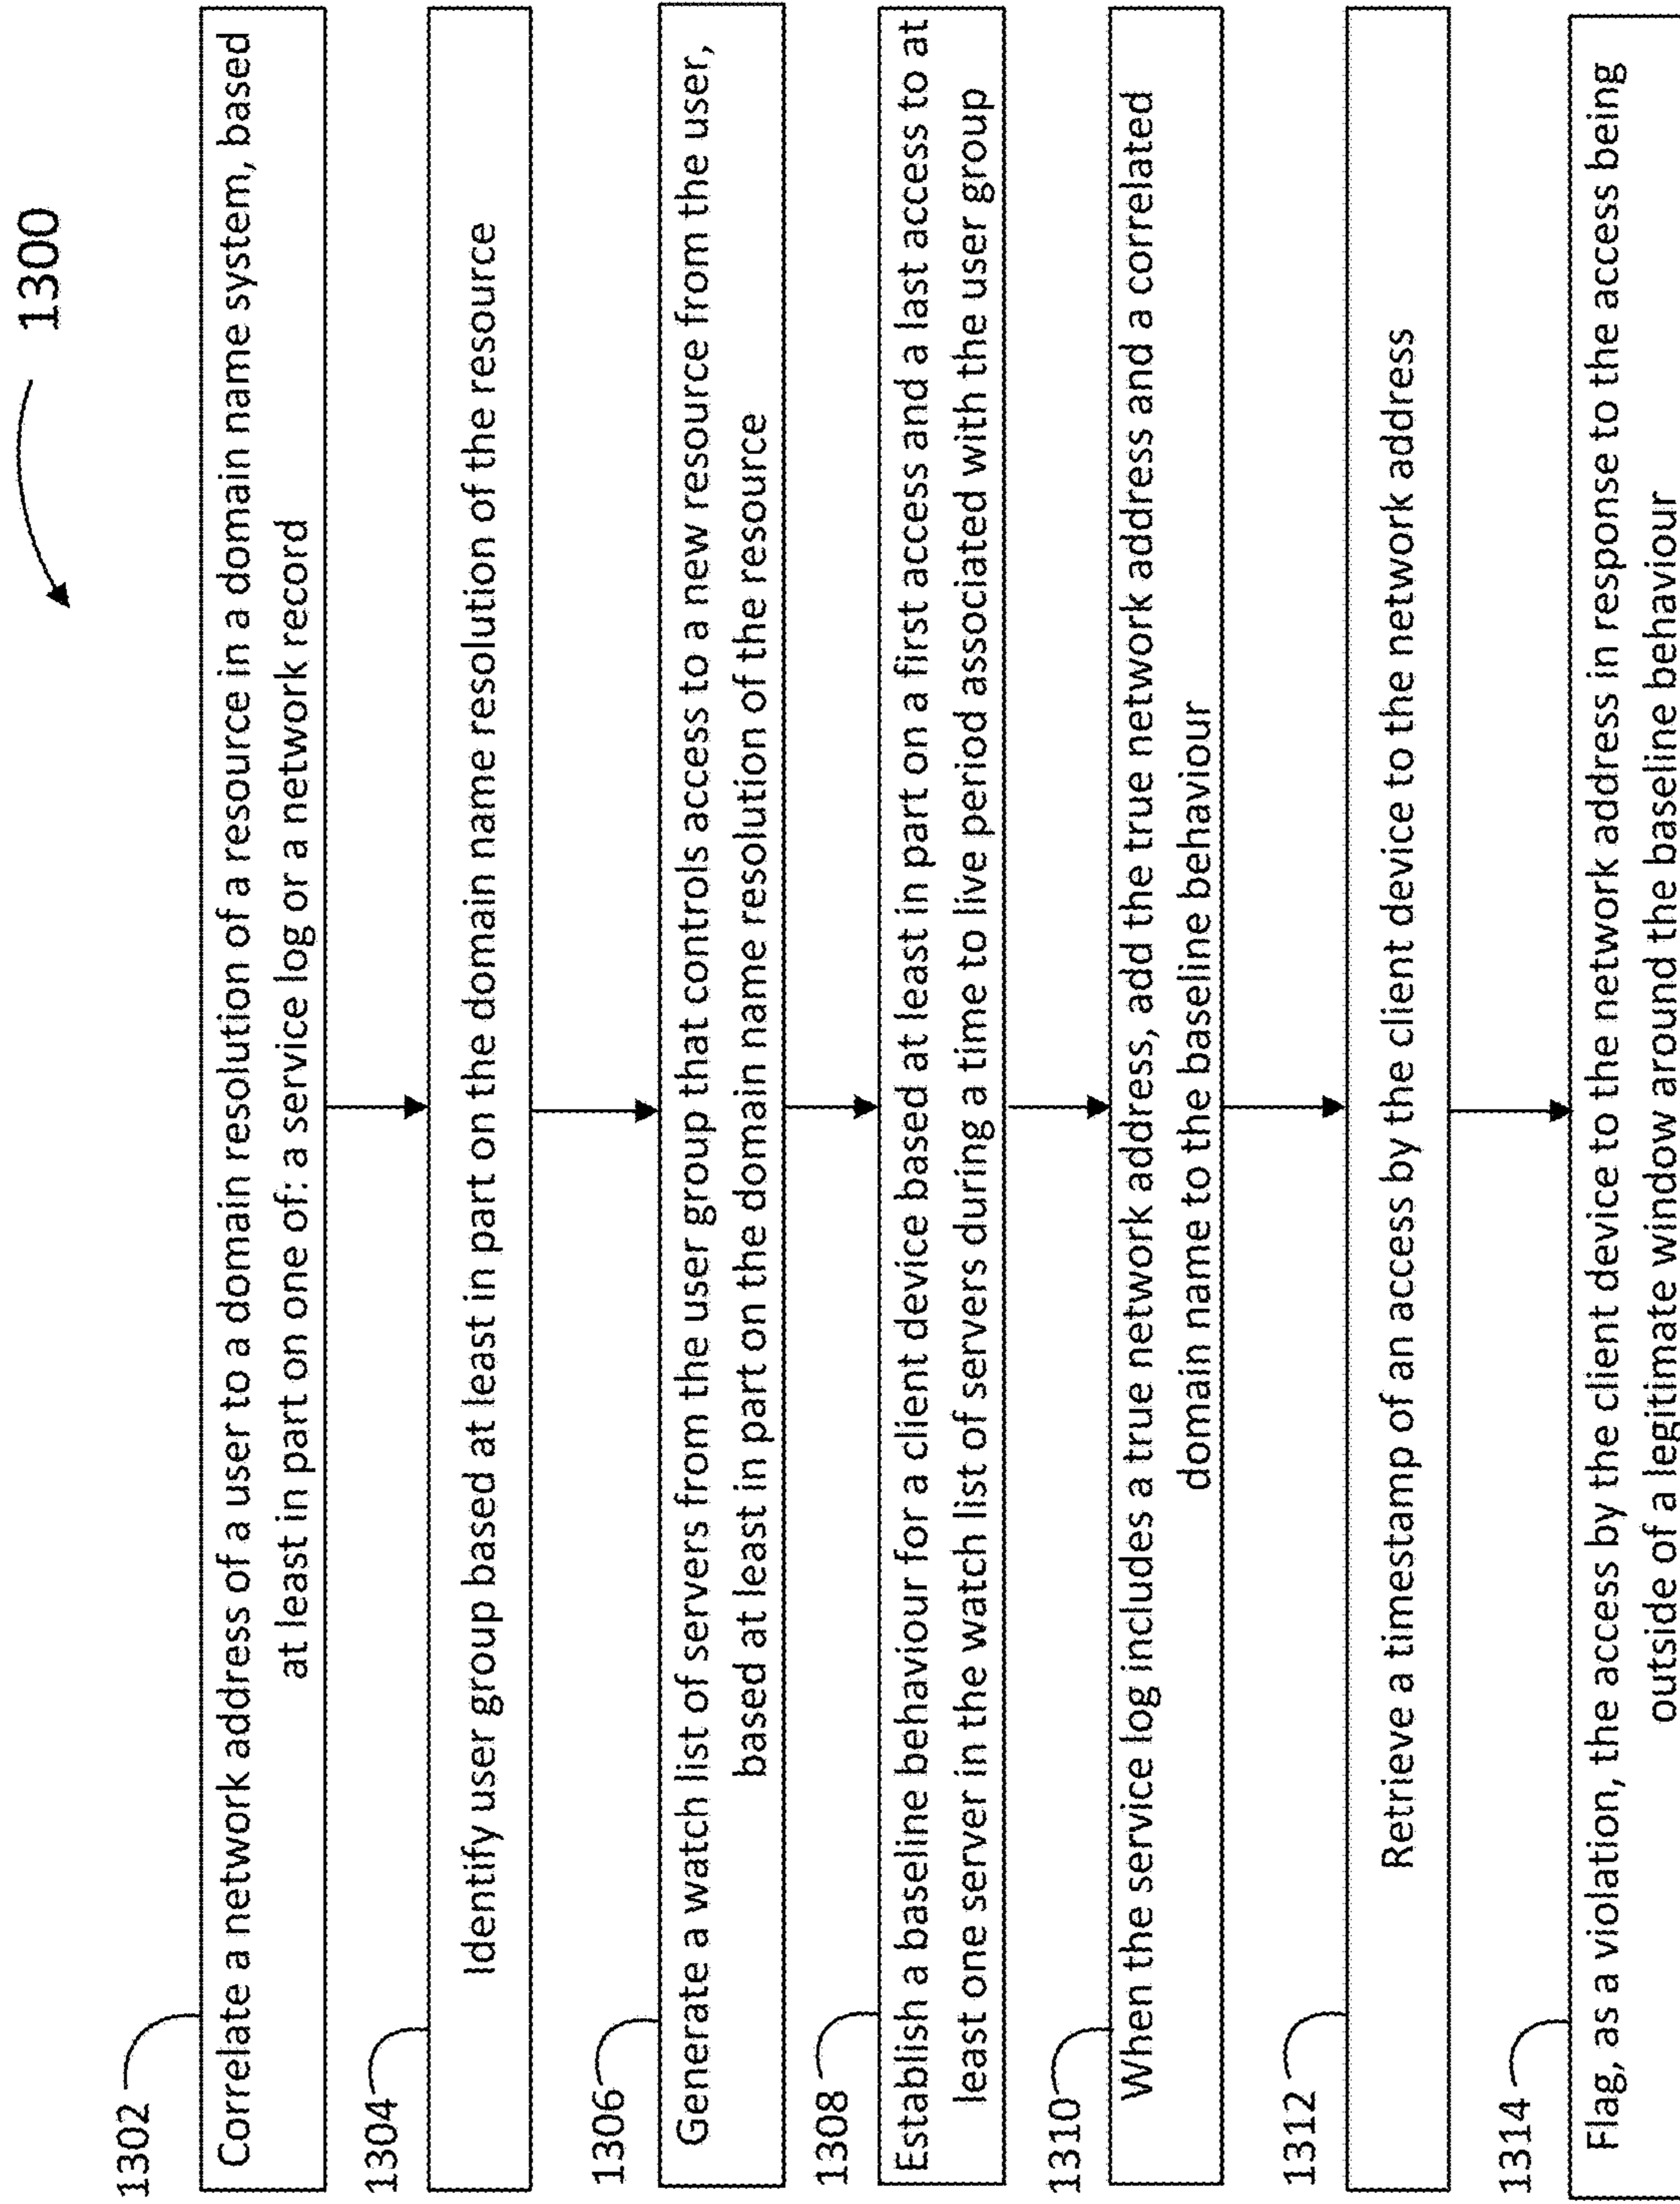 1300
1302
Correlate a network address of a user to a domain resolution of a resource in a domain name system, based
at least in part on one of: a service log or a network record
1304
Identify user group based at least in part on the domain name resolution of the resource
1306
Generate a watch list of servers from the user group that controls access to a new resource from the user,
based at least in part on the domain name resolution of the resource
1308
Establish a baseline behaviour for a client device based at least in part on a first access and a last access to at
least one server in the watch list of servers during a time to live period associated with the user group
1310
When the service log includes a true network address, add the true network address and a correlated
domain name to the baseline behaviour
1312
Retrieve a timestamp of an access by the client device to the network address
1314
Flag, as a violation, the access by the client device to the network address in response to the access being
outside of a legitimate window around the baseline behaviour